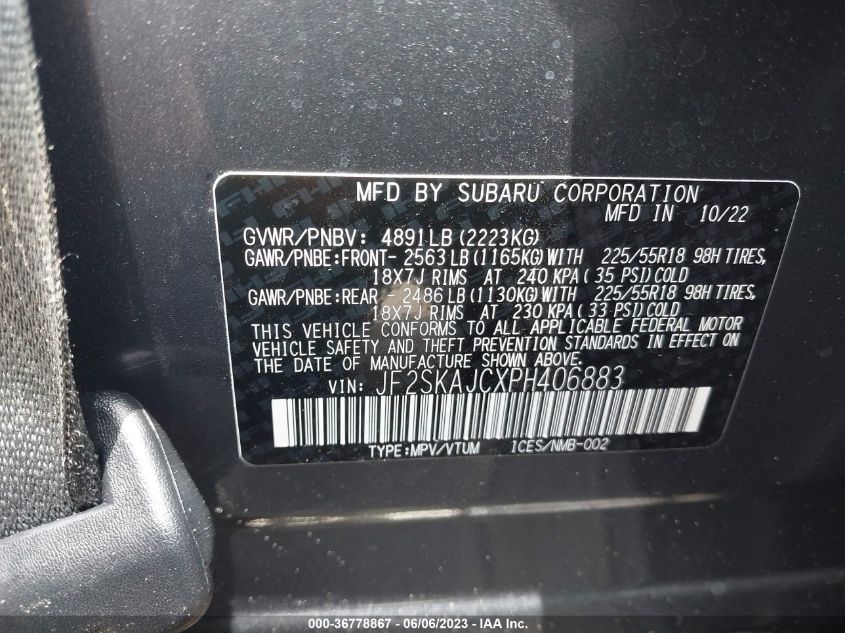 MFD BY SUBARU CORPORATION
MFD IN 10/22
GVWR/PNBV: 4891LB(2223KG)
GAWR/PNBE:FRONT- 2563 LB(1165KG)WITH 225/55R18 98H TIRES,
18X7J RIMS AT 240 KPA( 35 PSI)COLD
GAWR/PNBE:REAR - 2486 LB(1130KG)WITH 225/55R18 98H TIRES,
18X7J RIMS AT 230 KPA( 33 PSI)COLD
THIS VEHICLE CONFORMS TO ALL APPLICABLE FEDERAL MOTOR
VEHICLE SAFETY AND THEFT PREVENTION STANDARDS IN EFFECT ON
THE DATE OF MANUFACTURE SHOWN ABOVE.
VIN: JF2SKAJCXPH406883
TYPE:MPV/VTUM ICES/NMB-002
000-36778867 - 06/06/2023 - IAA Inc.